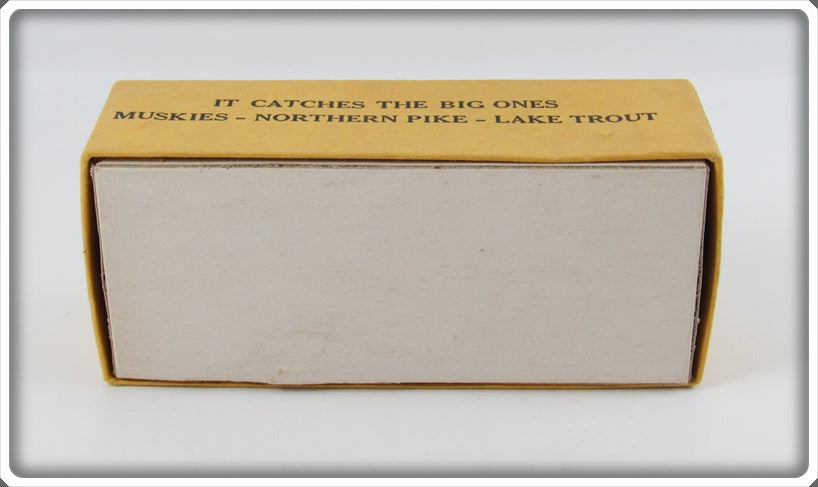 IT CATCHES THE BIG ONES
MUSKIES - NORTHERN PIKE - LAKE TROUT